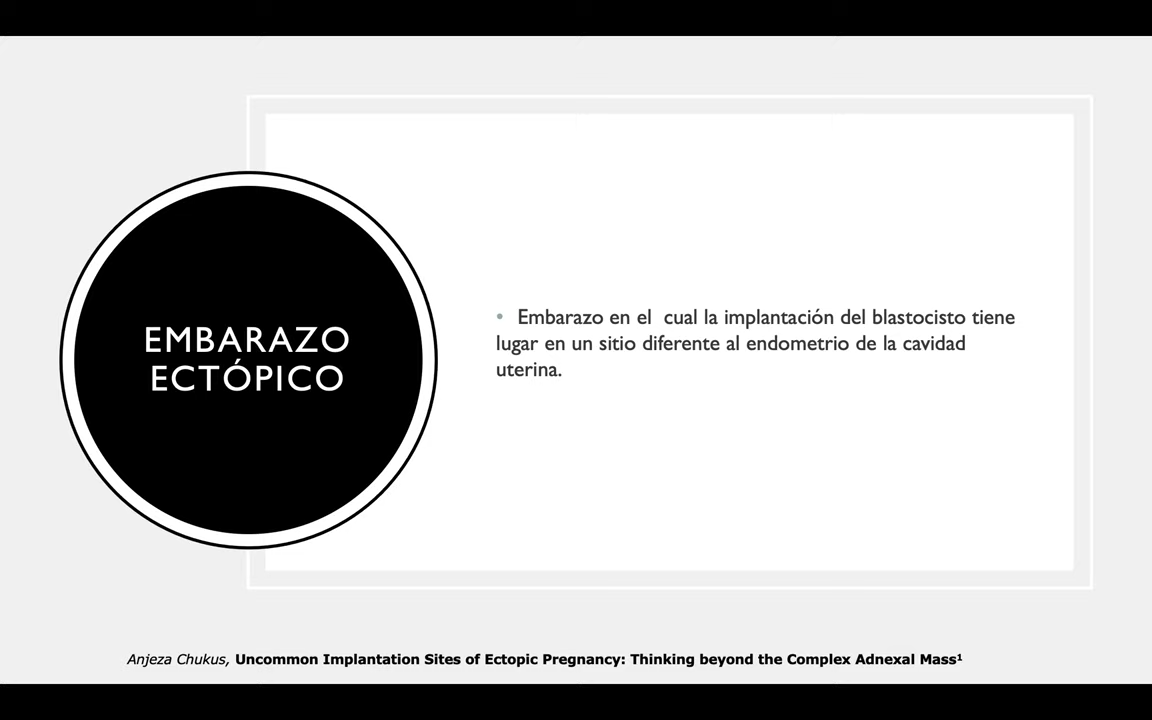 EMBARAZO
ECTÓPICO
• Embarazo en el  cual la implantación del blastocisto tiene
lugar en un sitio diferente al endometrio de la cavidad
uterina.
Anjeza Chukus, Uncommon Implantation Sites of Ectopic Pregnancy: Thinking beyond the Complex Adnexal Mass¹